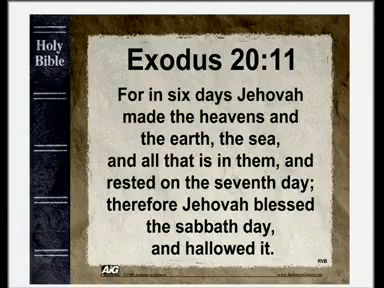 Holy
Bible
Exodus 20:11
For in six days Jehovah
made the heavens and
the earth, the sea,
and all that is in them, and
rested on the seventh day;
therefore Jehovah blessed
the sabbath day,
and hallowed it.
RVB
AiG